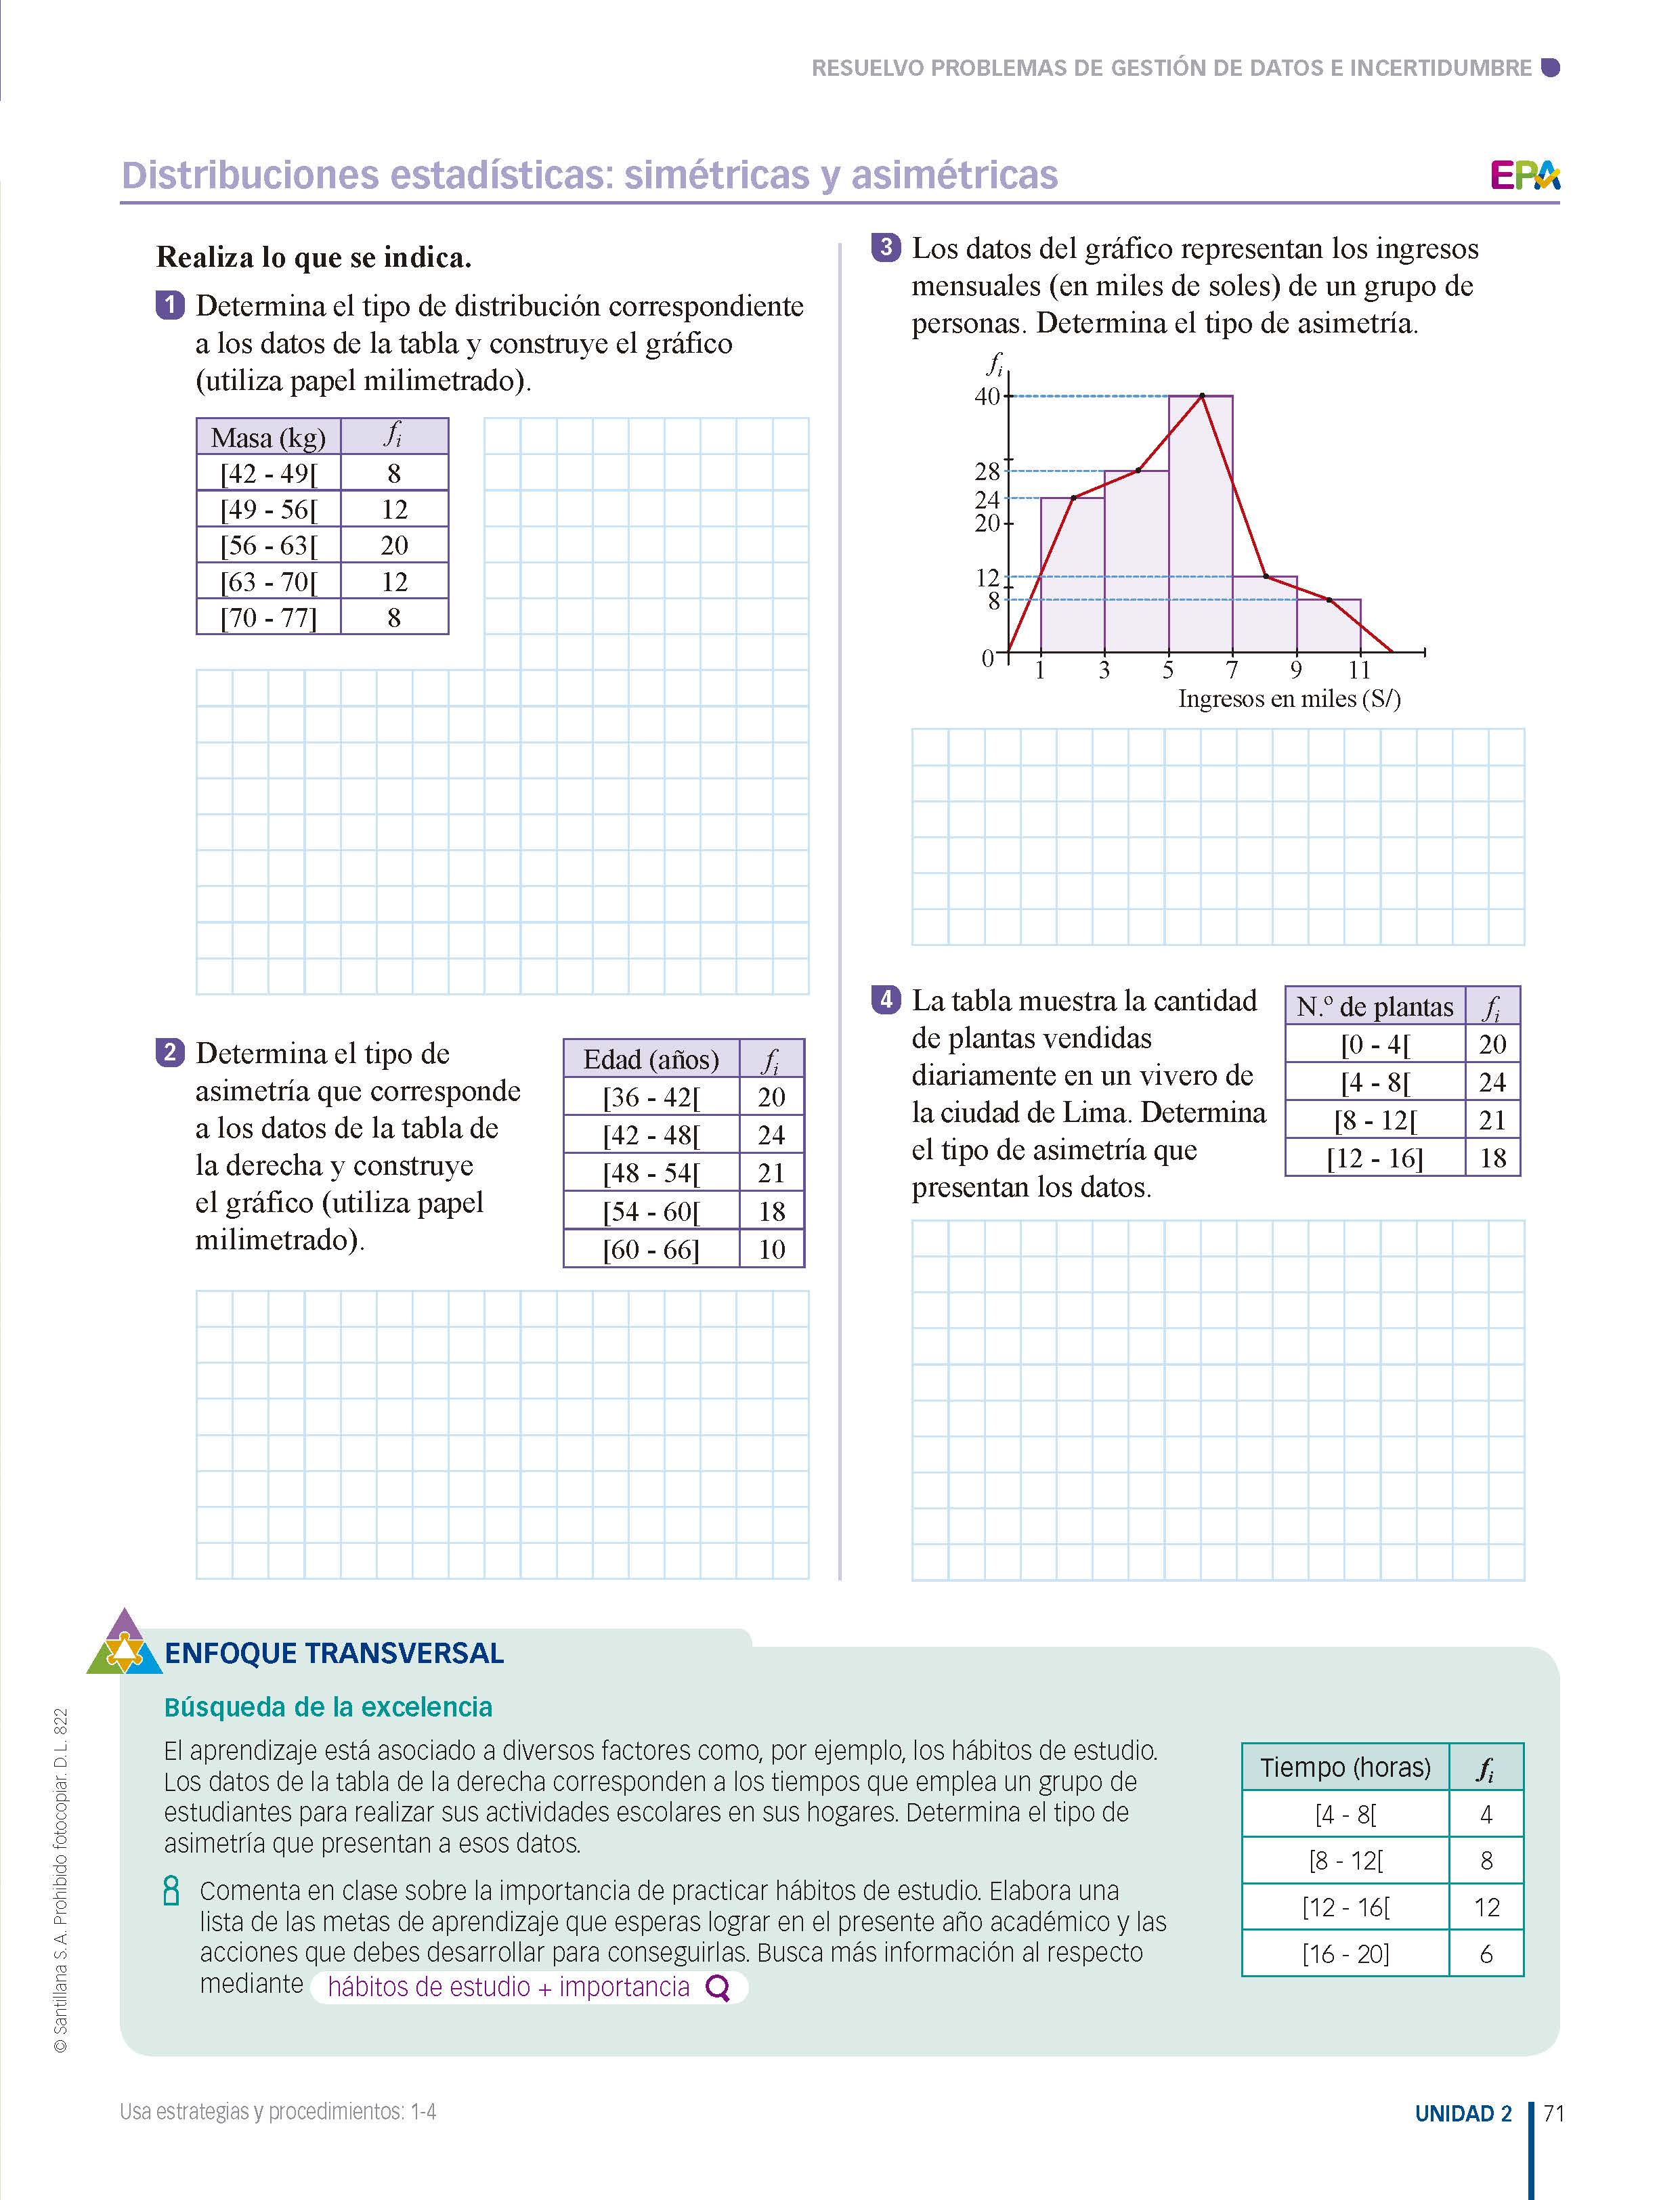 RESUELVO PROBLEMAS DE GESTIÓN DE DATOS E INCERTIDUMBRE
Distribuciones estadísticas: simétricas y asimétricas
EPA
Realiza lo que se indica.
1 Determina el tipo de distribución correspondiente
a los datos de la tabla y construye el gráfico
(utiliza papel milimetrado).
Masa (kg) fi
[42 - 49[ 8
[49 - 56[ 12
[56 - 63[ 20
[63 - 70[ 12
[70 - 77] 8
2 Determina el tipo de
asimetría que corresponde
a los datos de la tabla de
la derecha y construye
el gráfico (utiliza papel
milimetrado).
Edad (años) fi
[36 - 42[ 20
[42 - 48[ 24
[48 - 54[ 21
[54 - 60[ 18
[60 - 66] 10
3 Los datos del gráfico representan los ingresos
mensuales (en miles de soles) de un grupo de
personas. Determina el tipo de asimetría.
fi
40
28
24
20
12
8
0
1 3 5 7 9 11
Ingresos en miles (S/)
4 La tabla muestra la cantidad
de plantas vendidas
diariamente en un vivero de
la ciudad de Lima. Determina
el tipo de asimetría que
presentan los datos.
N.º de plantas fi
[0 - 4[ 20
[4 - 8[ 24
[8 - 12[ 21
[12 - 16] 18
ENFOQUE TRANSVERSAL
Búsqueda de la excelencia
El aprendizaje está asociado a diversos factores como, por ejemplo, los hábitos de estudio.
Los datos de la tabla de la derecha corresponden a los tiempos que emplea un grupo de
estudiantes para realizar sus actividades escolares en sus hogares. Determina el tipo de
asimetría que presentan a esos datos.
Comenta en clase sobre la importancia de practicar hábitos de estudio. Elabora una
lista de las metas de aprendizaje que esperas lograr en el presente año académico y las
acciones que debes desarrollar para conseguirlas. Busca más información al respecto
mediante hábitos de estudio + importancia
Tiempo (horas) fi
[4 - 8[ 4
[8 - 12[ 8
[12 - 16[ 12
[16 - 20] 6
© Santillana S. A. Prohibido fotocopiar. D. L. 822
Usa estrategias y procedimientos: 1-4
UNIDAD 2 71